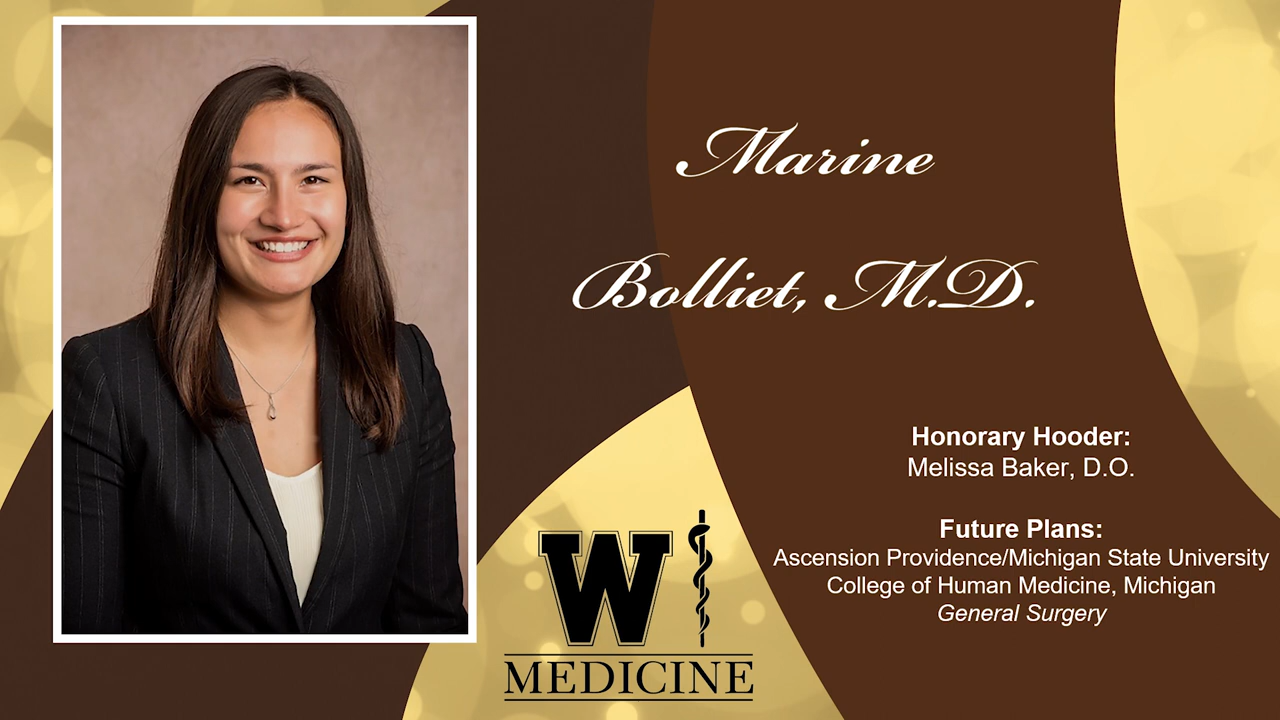 Marine
Bolliet, M.D.
Honorary Hooder:
Melissa Baker, D.O.
Future Plans:
Ascension Providence/Michigan State University
College of Human Medicine, Michigan
General Surgery
W
MEDICINE